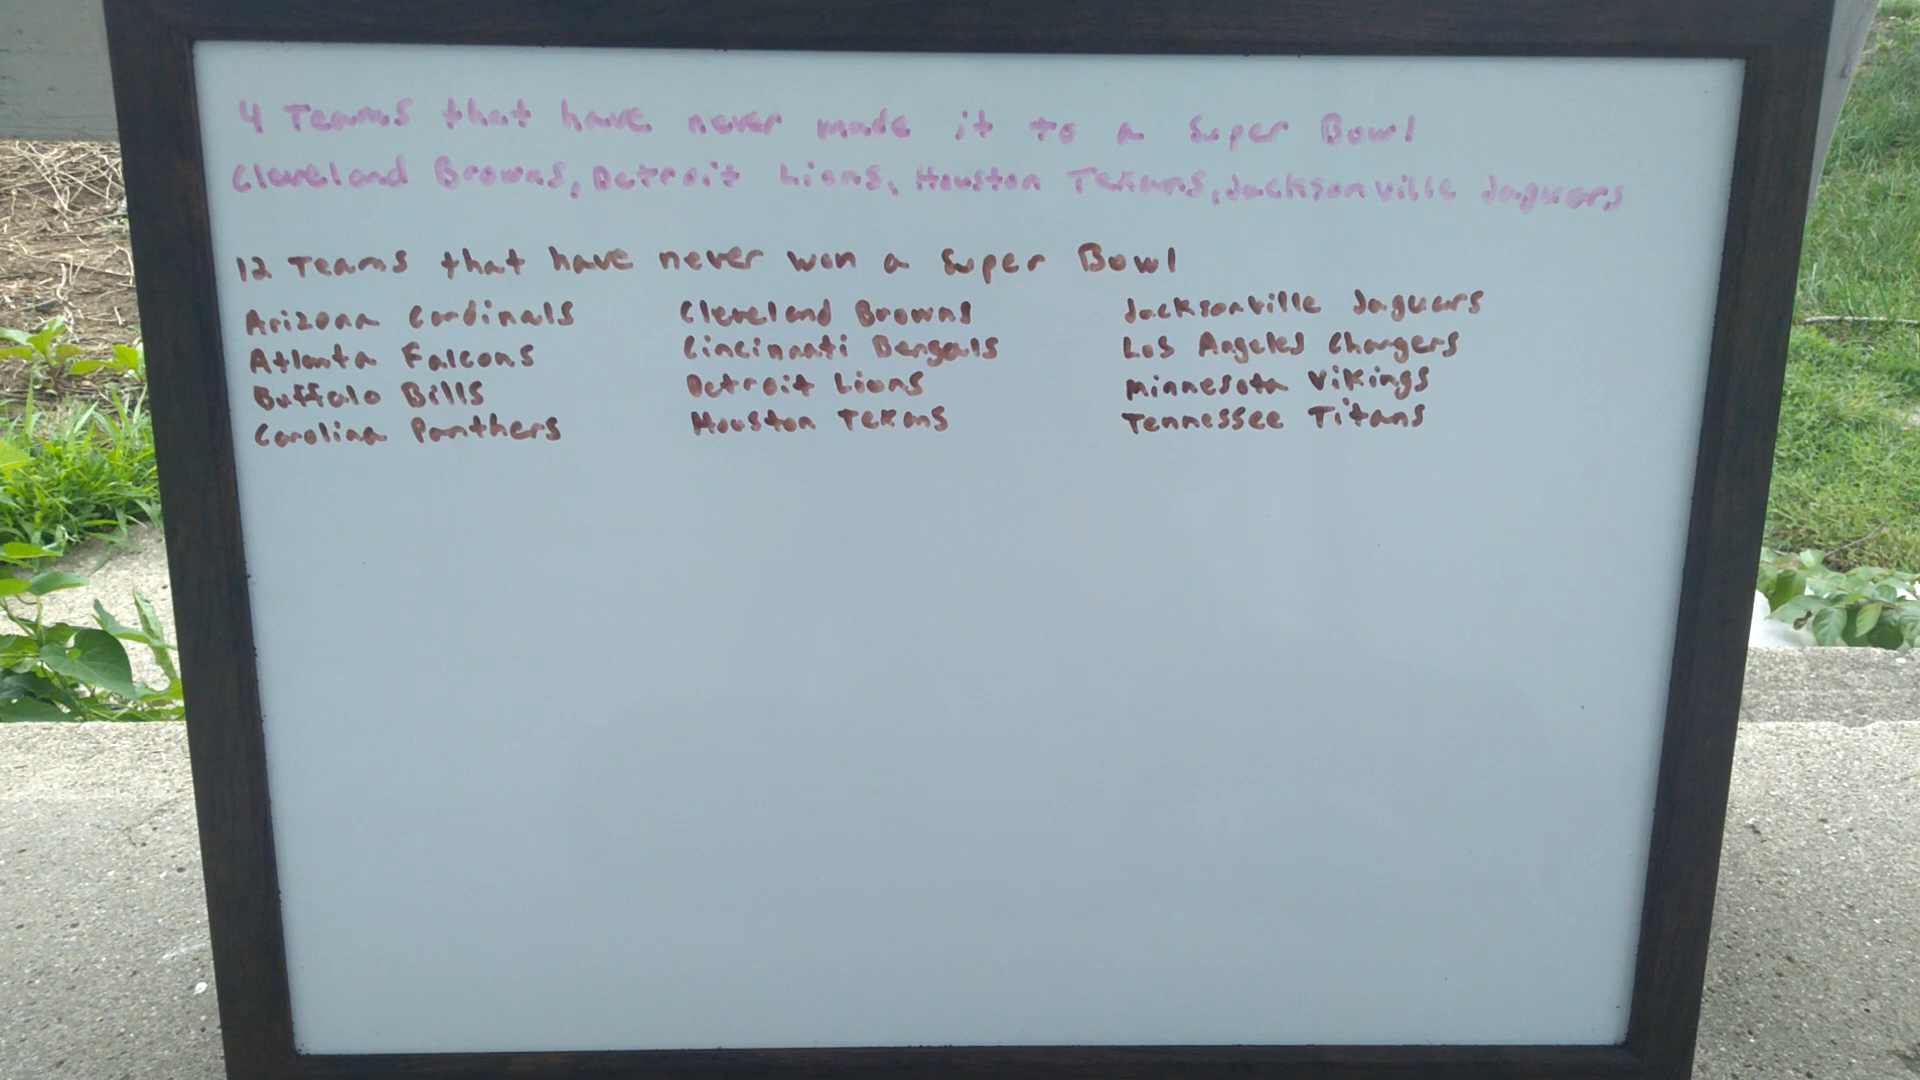 4 Teams that have never made it to a Super Bowl
Cleveland Browns, Detroit Lions, Houston Texans, Jacksonville Jaguars
12 Teams that have never won a Super Bowl
Arizona Cardinals Cleveland Browns Jacksonville Jaguars
Atlanta Falcons Cincinnati Bengals Los Angeles Chargers
Buffalo Bills Detroit Lions Minnesota Vikings
Carolina Panthers Houston Texans Tennessee Titans